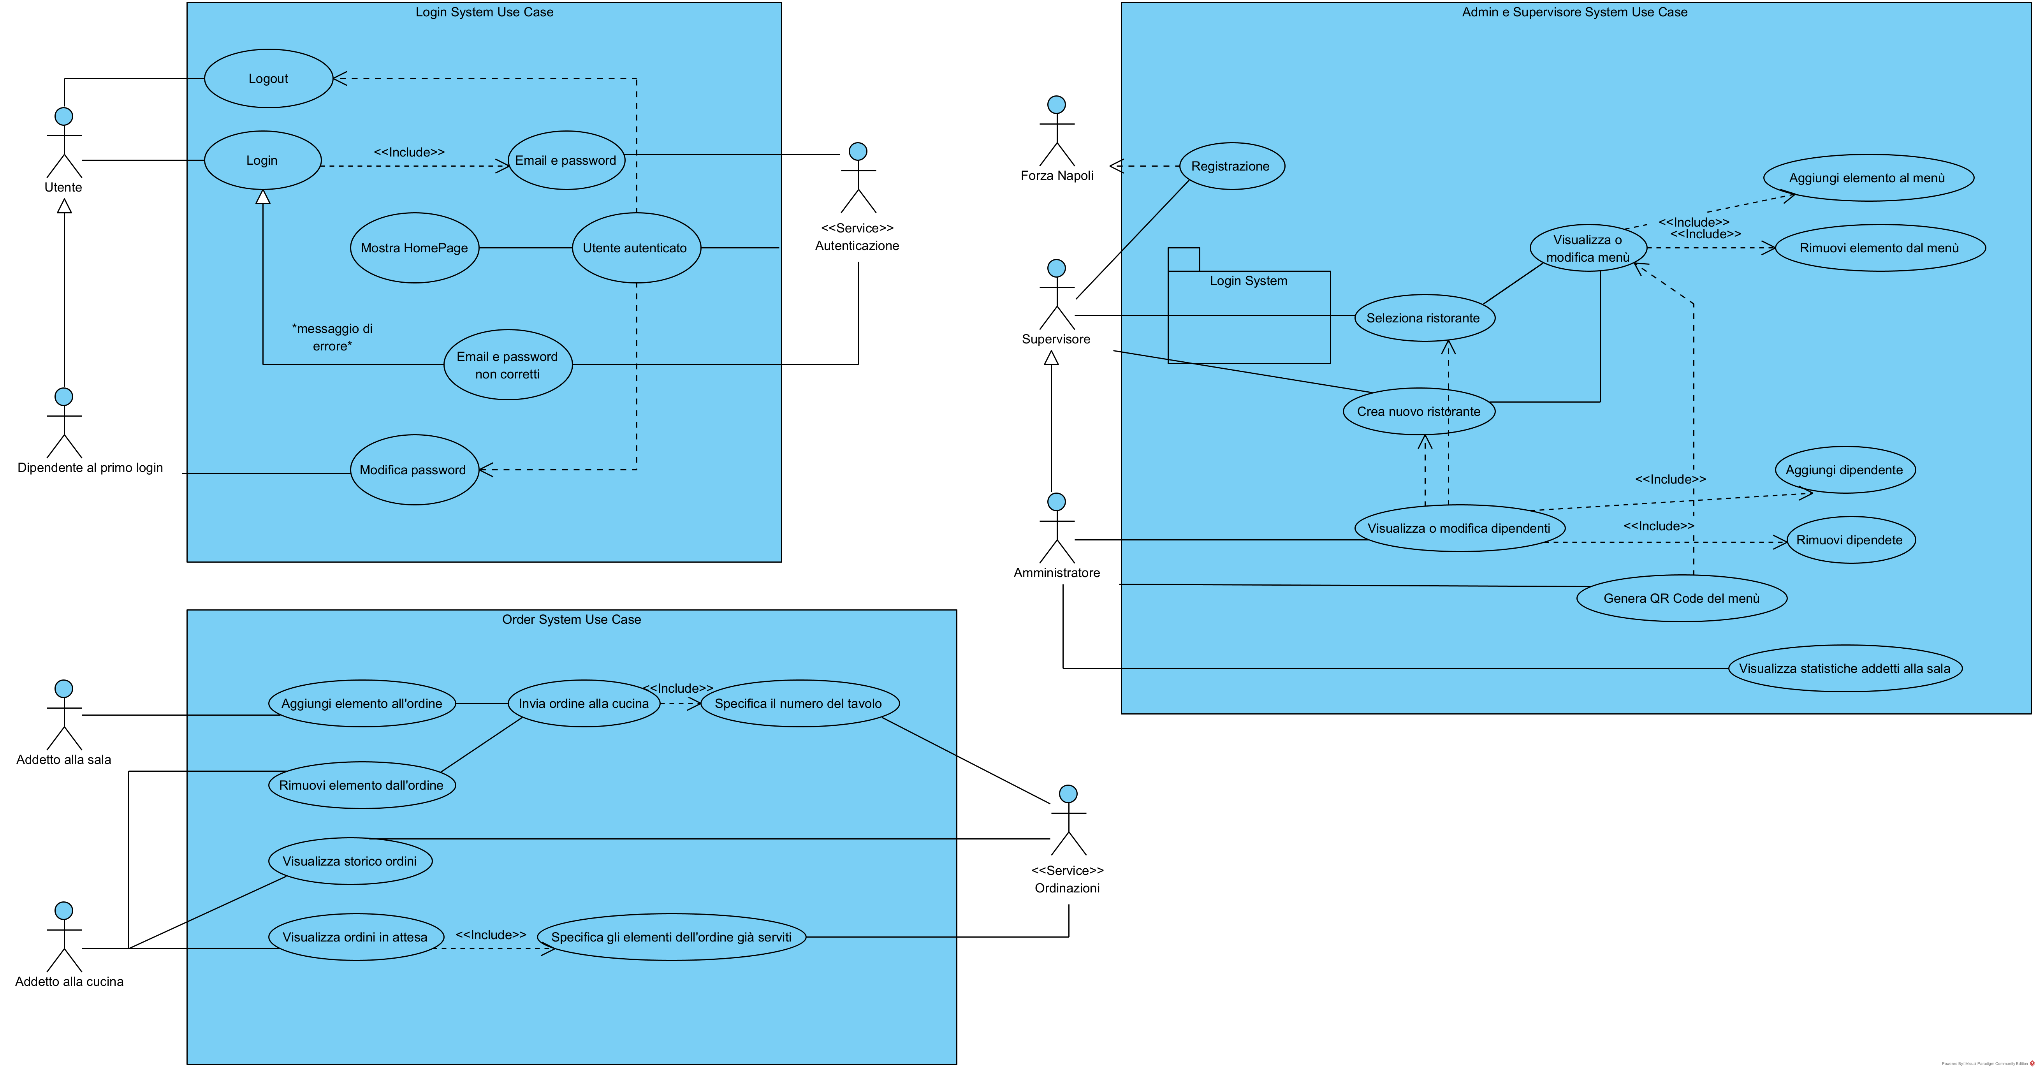 Login System Use Case
Logout
Login
<<Include>>
Email e password
Utente
<<Service>>
Autenticazione
Mostra HomePage
Utente autenticato
*messaggio di
errore*
Email e password
non corretti
Dipendente al primo login
Modifica password
Admin e Supervisore System Use Case
Forza Napoli
Registrazione
Aggiungi elemento al menù
<<Include>>
<<Include>>
Visualizza o
modifica menù
Rimuovi elemento dal menù
Login System
Seleziona ristorante
Supervisore
Crea nuovo ristorante
Aggiungi dipendente
<<Include>>
Visualizza o modifica dipendenti
<<Include>>
Rimuovi dipendete
Amministratore
Genera QR Code del menù
Visualizza statistiche addetti alla sala
Order System Use Case
Aggiungi elemento all'ordine
Invia ordine alla cucina
<<Include>>
Specifica il numero del tavolo
Addetto alla sala
Rimuovi elemento dall'ordine
Visualizza storico ordini
<<Service>>
Ordinazioni
Visualizza ordini in attesa
<<Include>>
Specifica gli elementi dell'ordine già serviti
Addetto alla cucina
Powered By Visual Paradigm Community Edition